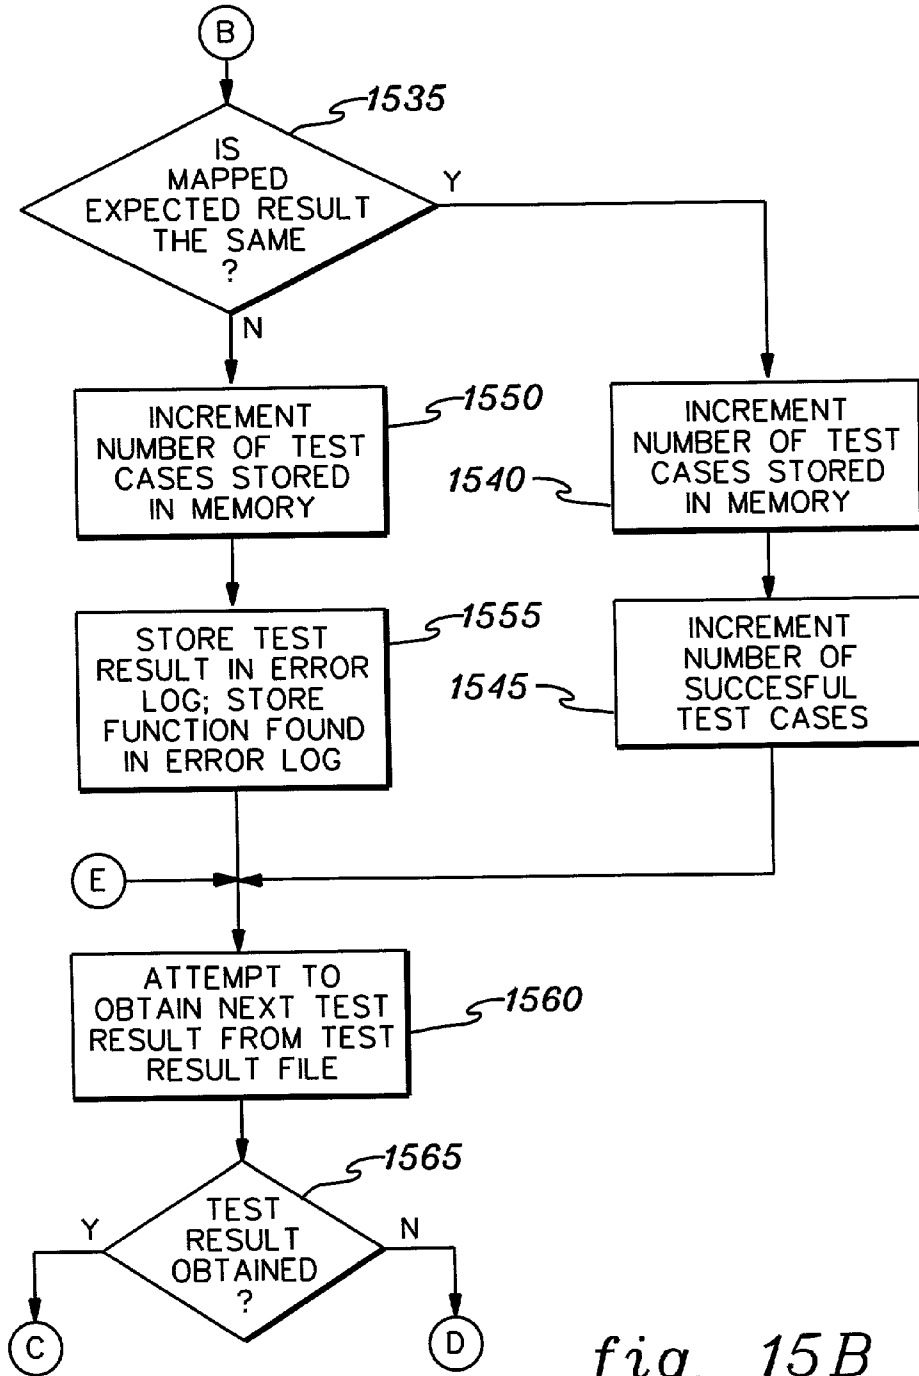 B
1535
IS
MAPPED
EXPECTED RESULT
THE SAME
?
Y
N
INCREMENT
NUMBER OF TEST
CASES STORED
IN MEMORY
1550
1540
INCREMENT
NUMBER OF TEST
CASES STORED
IN MEMORY
STORE TEST
RESULT IN ERROR
LOG; STORE
FUNCTION FOUND
IN ERROR LOG
1555
1545
INCREMENT
NUMBER OF
SUCCESFUL
TEST CASES
E
ATTEMPT TO
OBTAIN NEXT TEST
RESULT FROM TEST
RESULT FILE
1560
1565
TEST
RESULT
OBTAINED
?
Y
N
C
D
fig. 15B